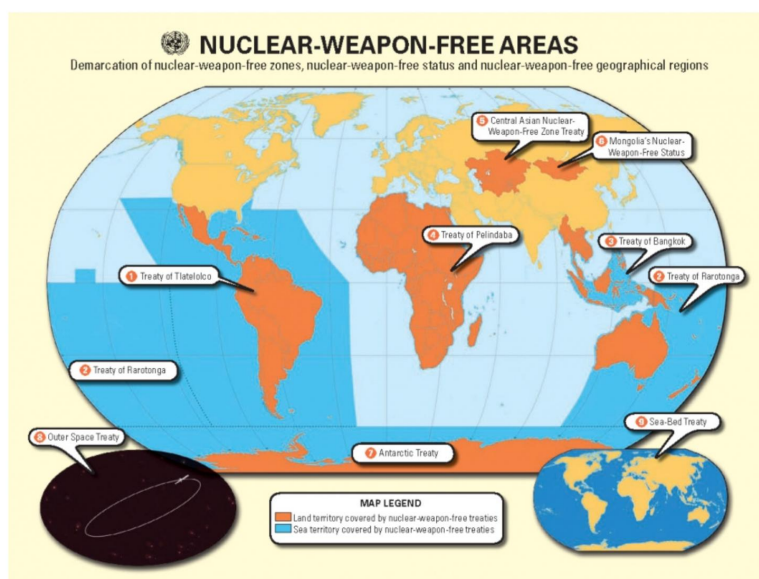 NUCLEAR-WEAPON-FREE AREAS
Demarcation of nuclear-weapon-free zones, nuclear-weapon-free status and nuclear-weapon-free geographical regions
5 Central Asian Nuclear-
Weapon-Free Zone Treaty
6 Mongolia's Nuclear-
Weapon-Free Status
4 Treaty of Pelindaba
3 Treaty of Bangkok
1 Treaty of Tlatelolco
2 Treaty of Rarotonga
2 Treaty of Rarotonga
8 Outer Space Treaty
9 Sea-Bed Treaty
7 Antarctic Treaty
MAP LEGEND
Land territory covered by nuclear-weapon-free treaties
Sea territory covered by nuclear-weapon-free treaties